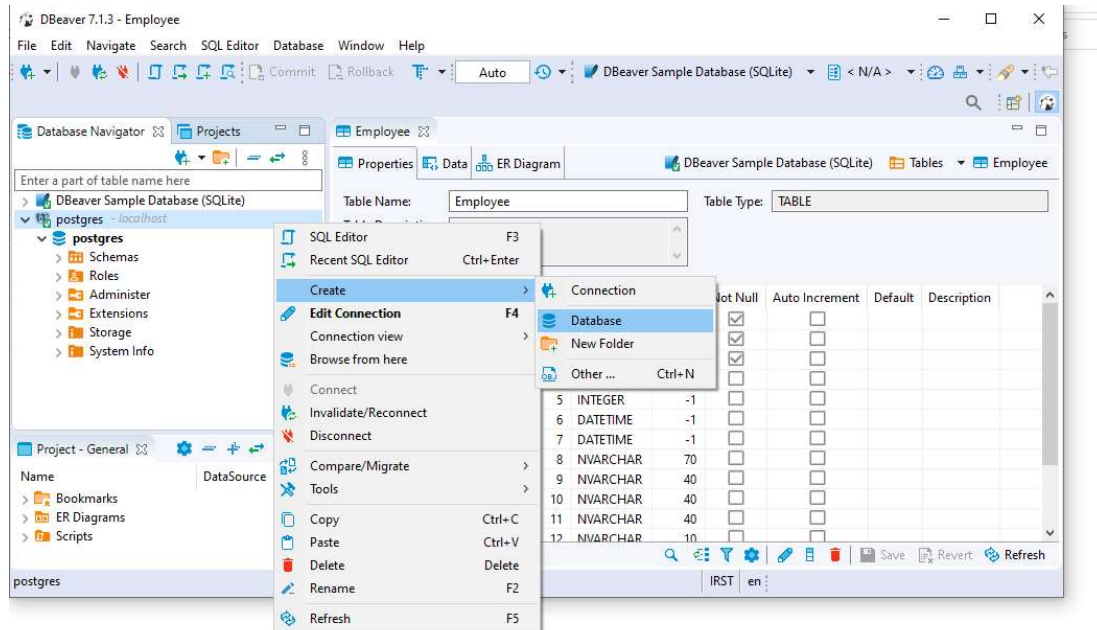 DBeaver 7.1.3 - Employee
File Edit Navigate Search SQL Editor Database Window Help
Commit Rollback Auto DBeaver Sample Database (SQLite) < N/A >
Database Navigator Projects
Employee
Properties Data ER Diagram DBeaver Sample Database (SQLite) Tables Employee
Enter a part of table name here
DBeaver Sample Database (SQLite)
postgres - localhost
postgres
Schemas
Roles
Administer
Extensions
Storage
System Info
Table Name: Employee Table Type: TABLE
SQL Editor F3
Recent SQL Editor Ctrl+Enter
Create
Edit Connection F4
Connection view
Browse from here
Connect
Invalidate/Reconnect
Disconnect
Compare/Migrate
Tools
Copy Ctrl+C
Paste Ctrl+V
Delete Delete
Rename F2
Refresh F5
Connection
Database
New Folder
Other ... Ctrl+N
Not Null Auto Increment Default Description
5 INTEGER -1
6 DATETIME -1
7 DATETIME -1
8 NVARCHAR 70
9 NVARCHAR 40
10 NVARCHAR 40
11 NVARCHAR 40
12 NVARCHAR 10
Project - General
Name DataSource
Bookmarks
ER Diagrams
Scripts
Save Revert Refresh
postgres
IRST en